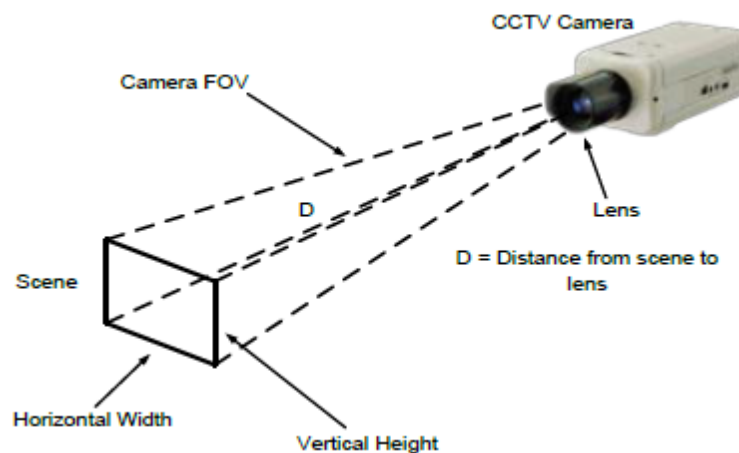 CCTV Camera
Camera FOV
D
Lens
Scene
D = Distance from scene to
lens
Horizontal Width
Vertical Height